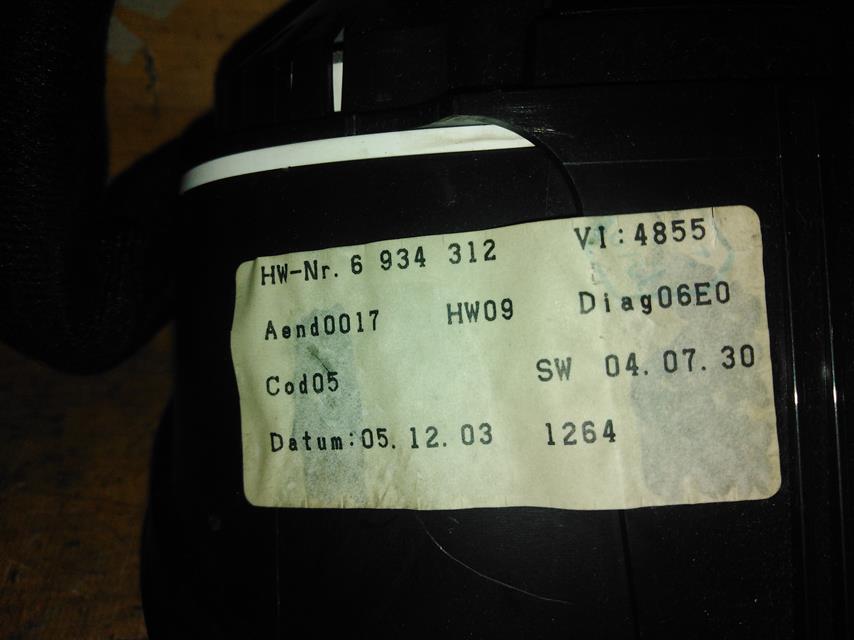 HW-Nr. 6 934 312 VI:4855
Aend0017 HW09 Diag06E0
Cod05 SW 04.07.30
Datum:05.12.03 1264